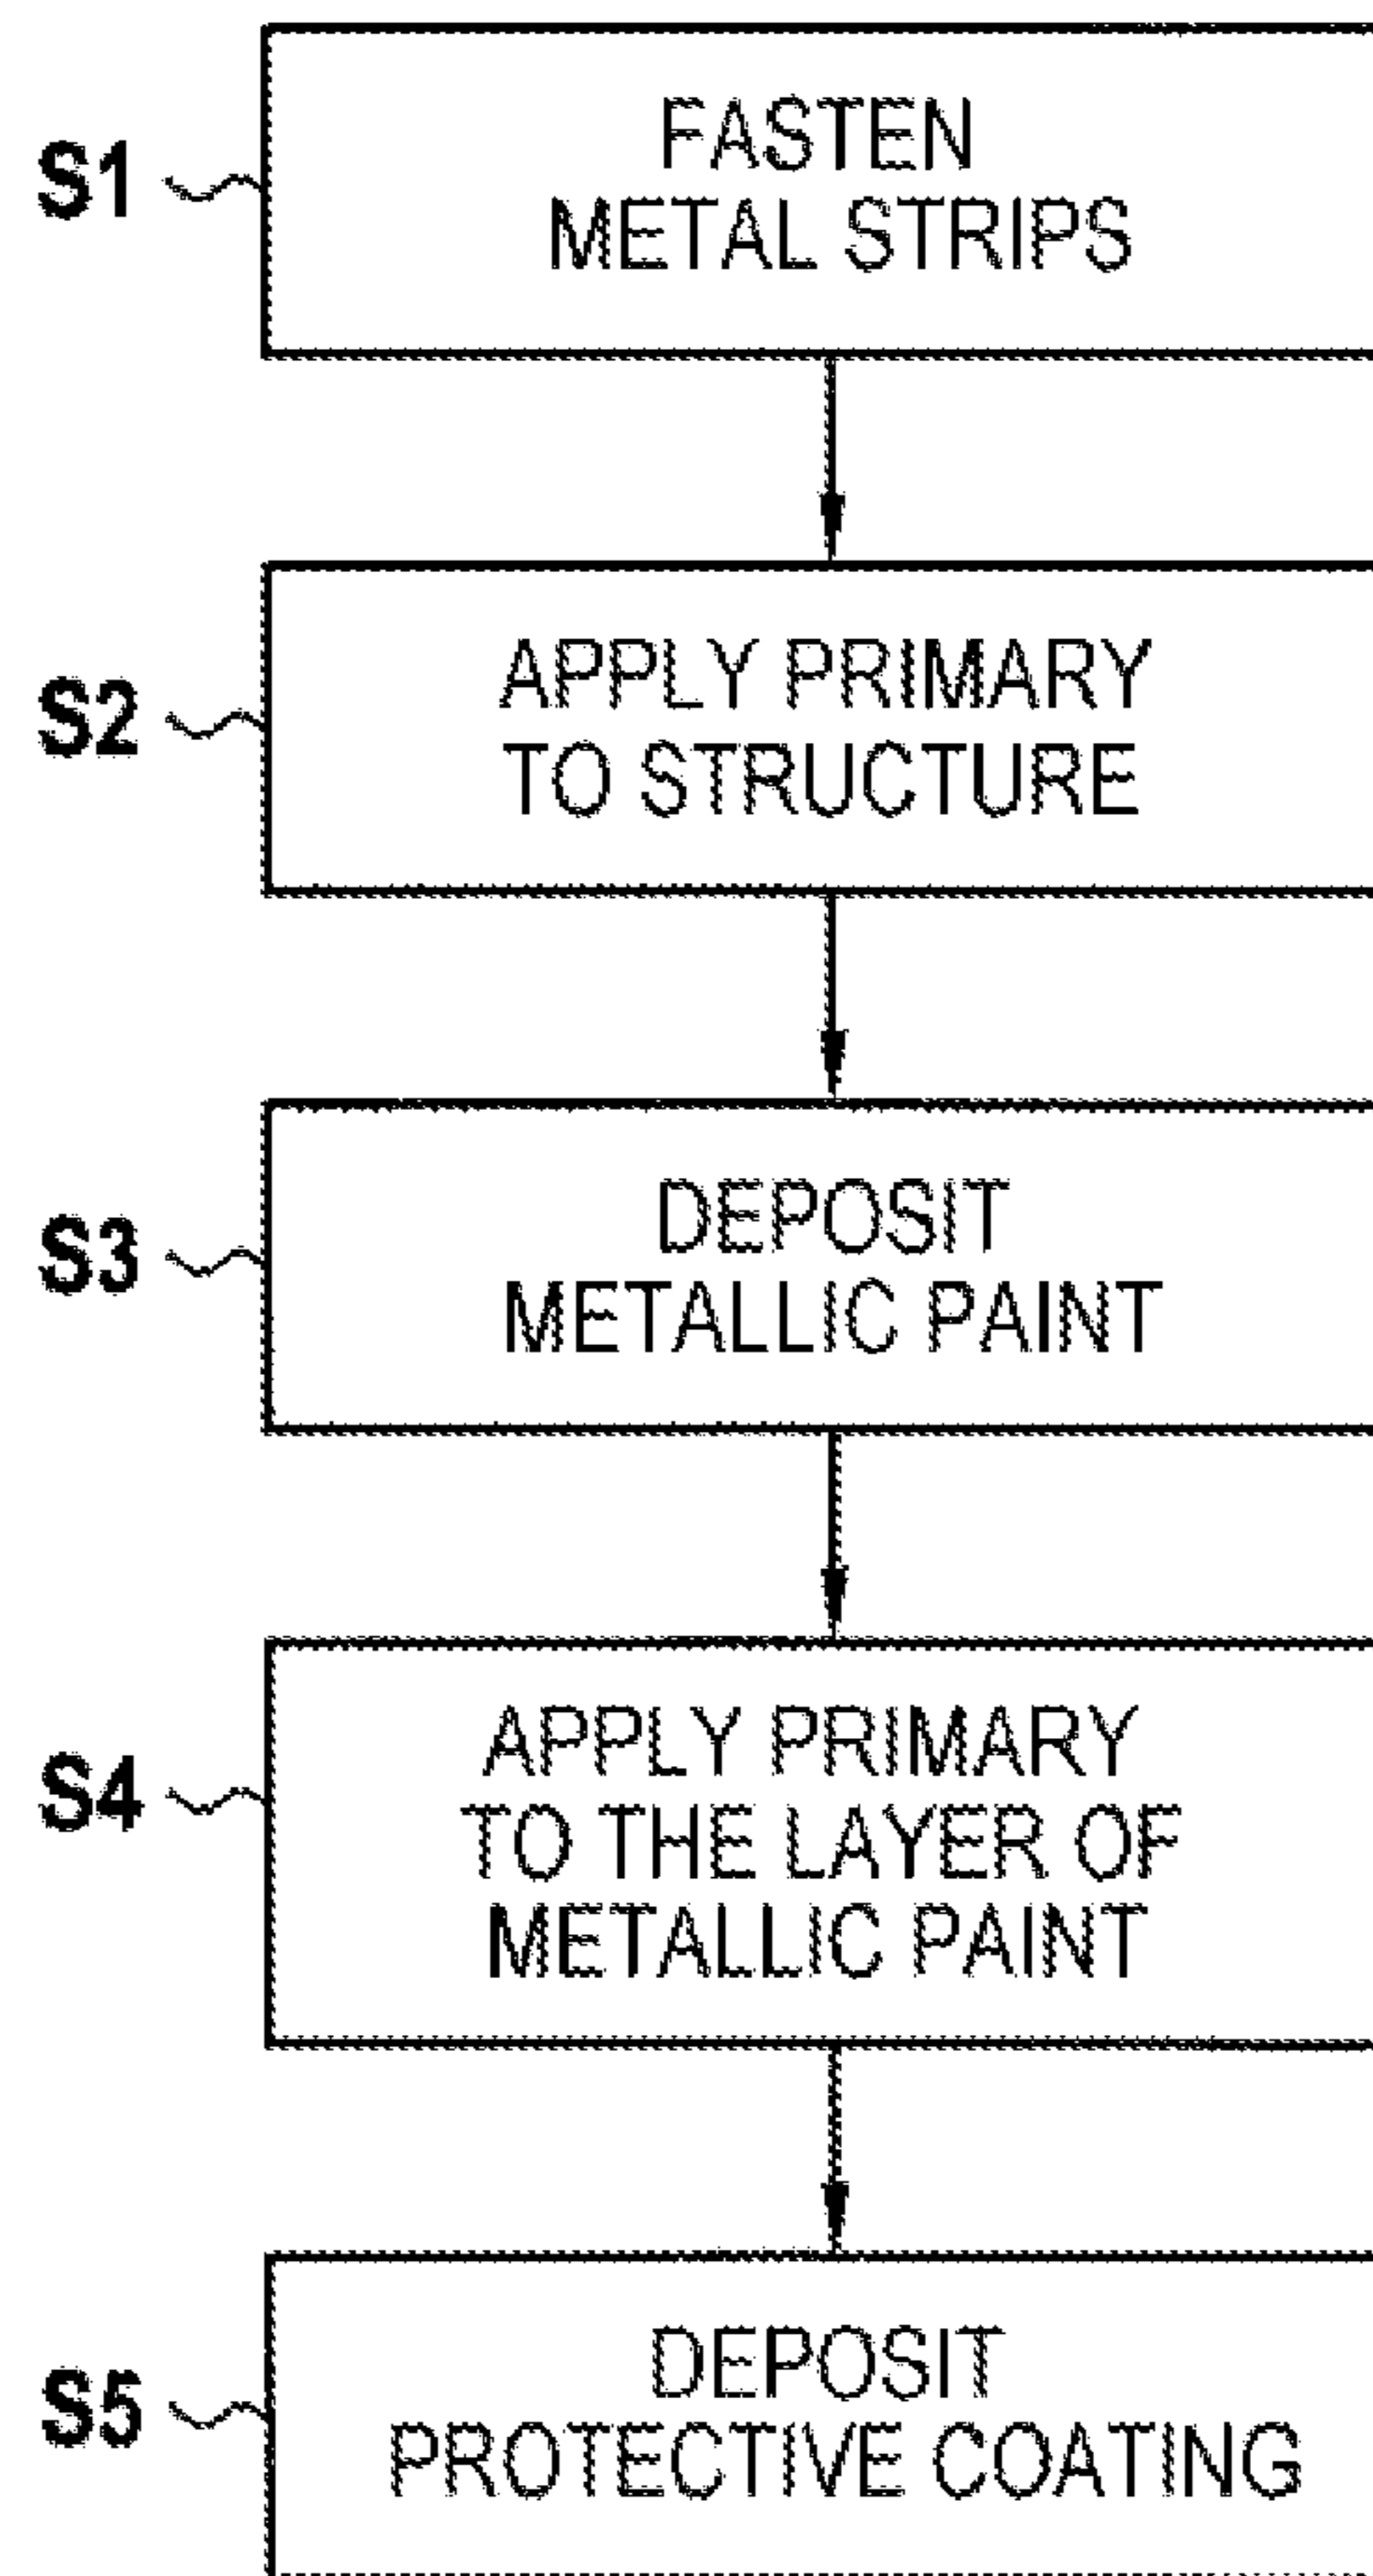 S1
FASTEN
METAL STRIPS
S2
APPLY PRIMARY
TO STRUCTURE
S3
DEPOSIT
METALLIC PAINT
S4
APPLY PRIMARY
TO THE LAYER OF
METALLIC PAINT
S5
DEPOSIT
PROTECTIVE COATING